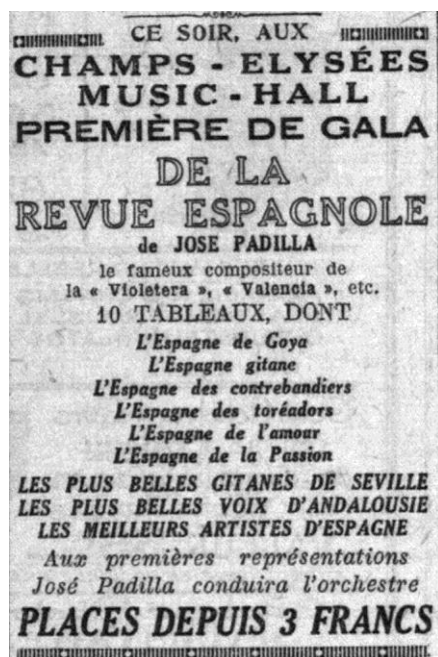 CE SOIR, AUX
CHAMPS - ELYSÉES
MUSIC - HALL
PREMIÈRE DE GALA
DE LA
REVUE ESPAGNOLE
de JOSE PADILLA
le fameux compositeur de
la « Violetera », « Valencia », etc.
10 TABLEAUX, DONT
L'Espagne de Goya
L'Espagne gitane
L'Espagne des contrebandiers
L'Espagne des toréadors
L'Espagne de l'amour
L'Espagne de la Passion
LES PLUS BELLES GITANES DE SEVILLE
LES PLUS BELLES VOIX D'ANDALOUSIE
LES MEILLEURS ARTISTES D'ESPAGNE
Aux premières représentations
José Padilla conduira l'orchestre
PLACES DEPUIS 3 FRANCS